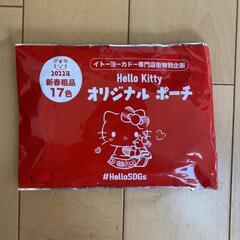 イトーヨーカドー専門店街特別企画
2022年
新春粗品
17色
Hello Kitty
オリジナル ポーチ
#HelloSDGs